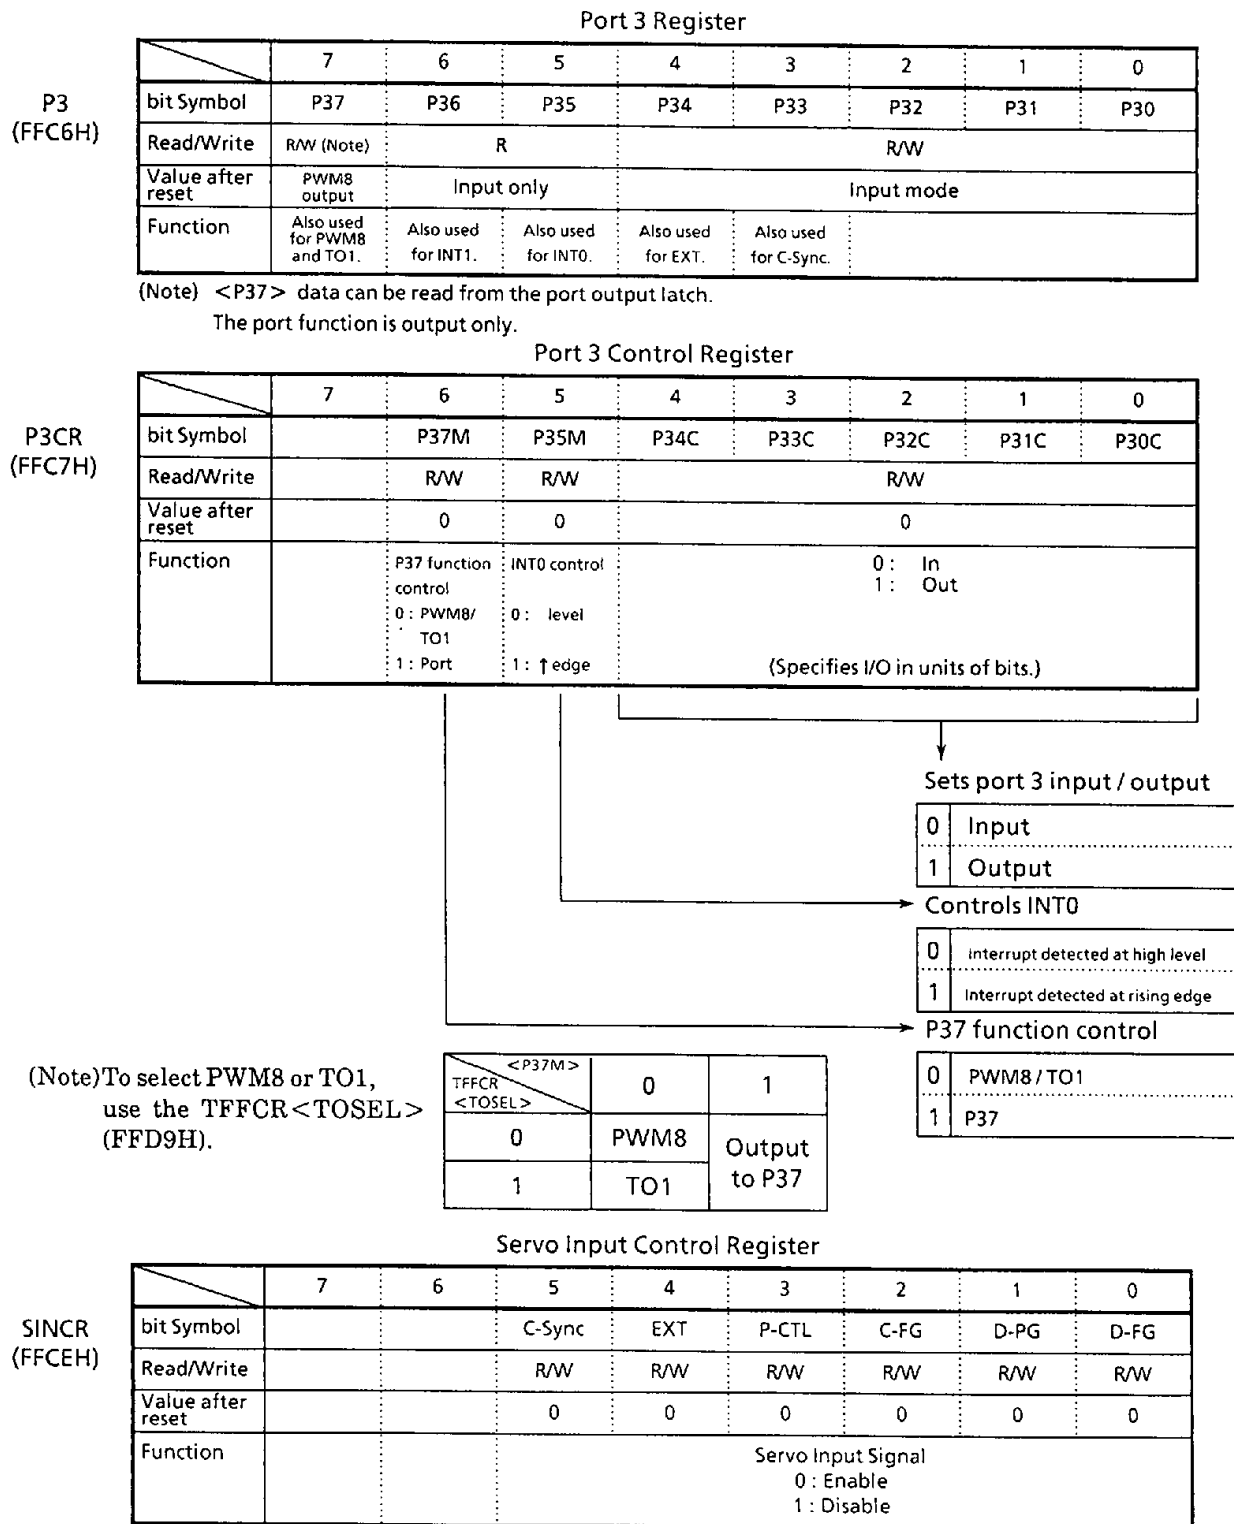 Port 3 Register
7 6 5 4 3 2 1 0
P3
(FFC6H)
bit Symbol P37 P36 P35 P34 P33 P32 P31 P30
Read/Write R/W (Note) R R/W
Value after reset PWM8 output Input only Input mode
Function Also used for PWM8 and TO1. Also used for INT1. Also used for INT0. Also used for EXT. Also used for C-Sync.
(Note) <P37> data can be read from the port output latch.
The port function is output only.
Port 3 Control Register
7 6 5 4 3 2 1 0
P3CR
(FFC7H)
bit Symbol P37M P35M P34C P33C P32C P31C P30C
Read/Write R/W R/W R/W
Value after reset 0 0 0
Function P37 function control INT0 control 0 : In
1 : Out
0 : PWM8/TO1 0 : level
1 : Port 1 : ↑edge (Specifies I/O in units of bits.)
Sets port 3 input / output
0 Input
1 Output
Controls INT0
0 Interrupt detected at high level
1 Interrupt detected at rising edge
P37 function control
0 PWM8/TO1
1 P37
(Note)To select PWM8 or TO1,
use the TFFCR<TOSEL>
(FFD9H).
<P37M> 0 1
TFFCR
<TOSEL>
0 PWM8 Output to P37
1 TO1
Servo Input Control Register
7 6 5 4 3 2 1 0
SINCR
(FFCEH)
bit Symbol C-Sync EXT P-CTL C-FG D-PG D-FG
Read/Write R/W R/W R/W R/W R/W R/W
Value after reset 0 0 0 0 0 0
Function Servo Input Signal
0 : Enable
1 : Disable